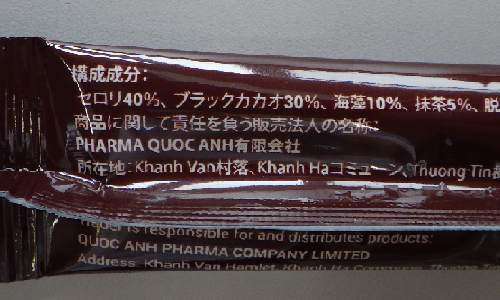 構成成分:
セロリ40%、ブラックカカオ30%、海藻10%、抹茶5%、脱
商品に関して責任を負う販売法人の名称:
PHARMA QUOC ANH有限会社
所在地: Khanh Van村落、Khanh Haコミューン、Thuong Tin
is responsible for and distributes products:
QUOC ANH PHARMA COMPANY LIMITED
Address: Khanh Van Hamlet, Khanh Ha Commune, Thuong